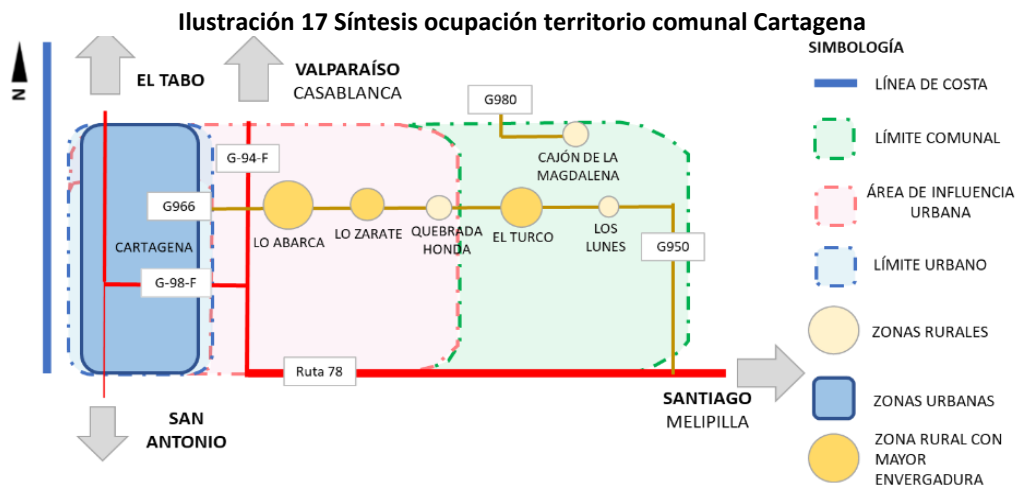 Ilustración 17 Síntesis ocupación territorio comunal Cartagena
N
EL TABO
VALPARAÍSO
CASABLANCA
G980
CAJÓN DE LA
MAGDALENA
G-94-F
G966
LO ABARCA
LO ZARATE
QUEBRADA
HONDA
EL TURCO
LOS
LUNES
G950
CARTAGENA
G-98-F
Ruta 78
SAN
ANTONIO
SANTIAGO
MELIPILLA
SIMBOLOGÍA
LÍNEA DE COSTA
LÍMITE COMUNAL
ÁREA DE INFLUENCIA
URBANA
LÍMITE URBANO
ZONAS RURALES
ZONAS URBANAS
ZONA RURAL CON
MAYOR
ENVERGADURA